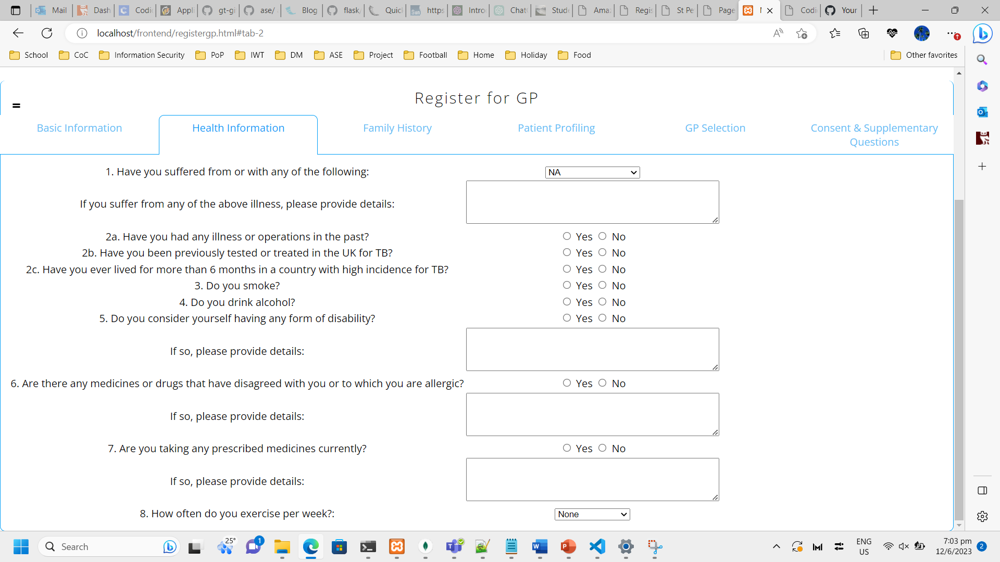 Mail Dash Codi Appli gt-gi ase/ Blog flask, Quic https Intro Chat Stude Amaz Regis St Pe Page Codi Your
localhost/frontend/registergp.html#tab-2
School CoC Information Security PoP IWT DM ASE Project Football Home Holiday Food Other favorites
Register for GP
Basic Information Health Information Family History Patient Profiling GP Selection Consent & Supplementary
Questions
1. Have you suffered from or with any of the following: NA
If you suffer from any of the above illness, please provide details:
2a. Have you had any illness or operations in the past? Yes No
2b. Have you been previously tested or treated in the UK for TB? Yes No
2c. Have you ever lived for more than 6 months in a country with high incidence for TB? Yes No
3. Do you smoke? Yes No
4. Do you drink alcohol? Yes No
5. Do you consider yourself having any form of disability? Yes No
If so, please provide details:
6. Are there any medicines or drugs that have disagreed with you or to which you are allergic? Yes No
If so, please provide details:
7. Are you taking any prescribed medicines currently? Yes No
If so, please provide details:
8. How often do you exercise per week?: None
Search 25° 1 ENG
US
7:03 pm
12/6/2023 2